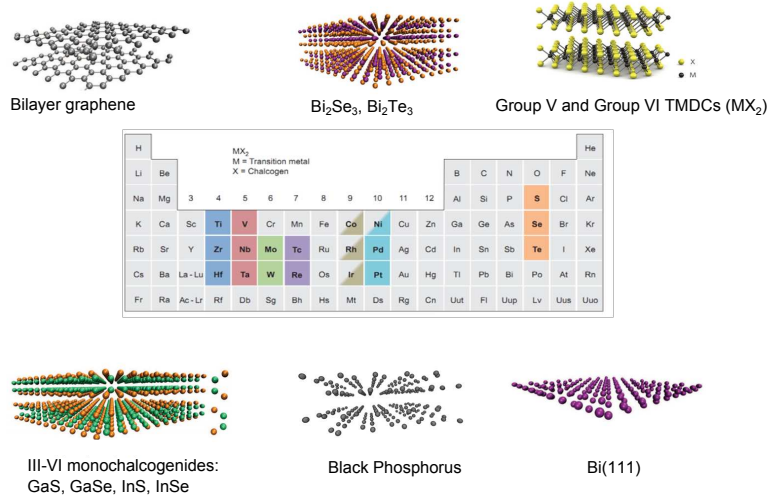 Bilayer graphene
Bi₂Se₃, Bi₂Te₃
X
M
Group V and Group VI TMDCs (MX₂)
MX₂
M = Transition metal
X = Chalcogen
H He
Li Be B C N O F Ne
Na Mg 3 4 5 6 7 8 9 10 11 12 Al Si P S Cl Ar
K Ca Sc Ti V Cr Mn Fe Co Ni Cu Zn Ga Ge As Se Br Kr
Rb Sr Y Zr Nb Mo Tc Ru Rh Pd Ag Cd In Sn Sb Te I Xe
Cs Ba La - Lu Hf Ta W Re Os Ir Pt Au Hg Tl Pb Bi Po At Rn
Fr Ra Ac - Lr Rf Db Sg Bh Hs Mt Ds Rg Cn Uut Fl Uup Lv Uus Uuo
III-VI monochalcogenides:
GaS, GaSe, InS, InSe
Black Phosphorus
Bi(111)